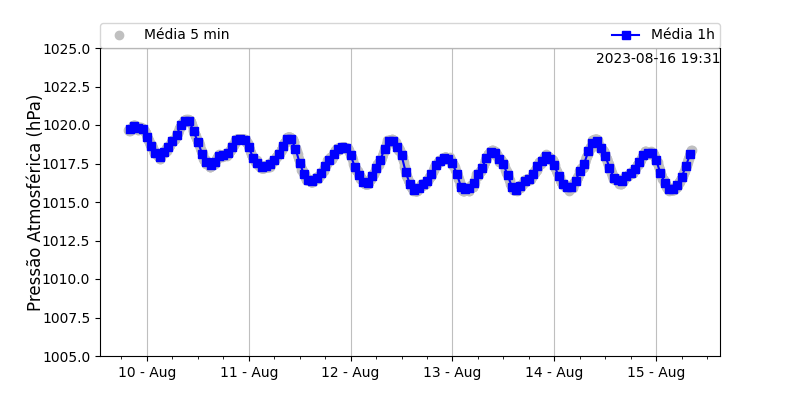 Média 5 min
Média 1h
2023-08-16 19:31
Pressão Atmosférica (hPa)
1025.0
1022.5
1020.0
1017.5
1015.0
1012.5
1010.0
1007.5
1005.0
10 - Aug
11 - Aug
12 - Aug
13 - Aug
14 - Aug
15 - Aug